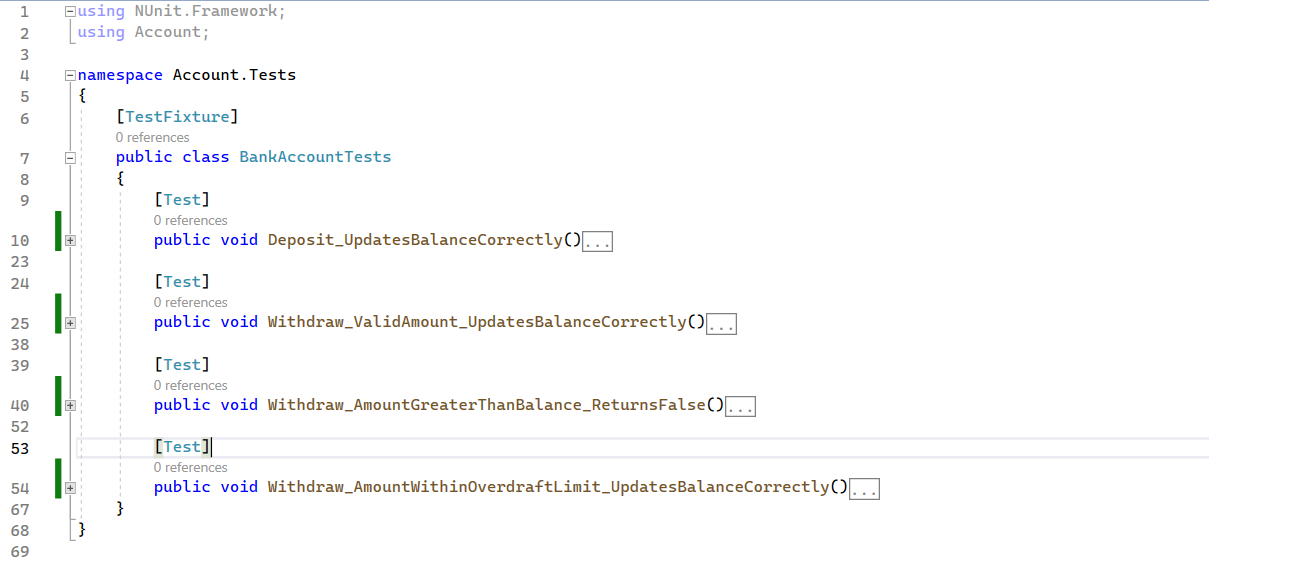 1 using NUnit.Framework;
2 using Account;
3
4 namespace Account.Tests
5 {
6 [TestFixture]
0 references
7 public class BankAccountTests
8 {
9 [Test]
0 references
10 public void Deposit_UpdatesBalanceCorrectly()...
23
24 [Test]
0 references
25 public void Withdraw_ValidAmount_UpdatesBalanceCorrectly()...
38
39 [Test]
0 references
40 public void Withdraw_AmountGreaterThanBalance_ReturnsFalse()...
52
53 [Test]
0 references
54 public void Withdraw_AmountWithinOverdraftLimit_UpdatesBalanceCorrectly()...
67 }
68 }
69